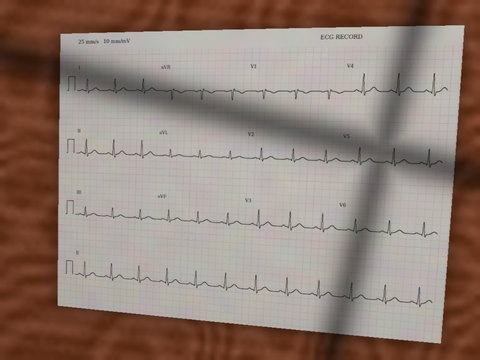 25 mm/s 10 mm/mV ECG RECORD
I aVR V1 V4
II aVL V2 V5
III aVF V3 V6
II